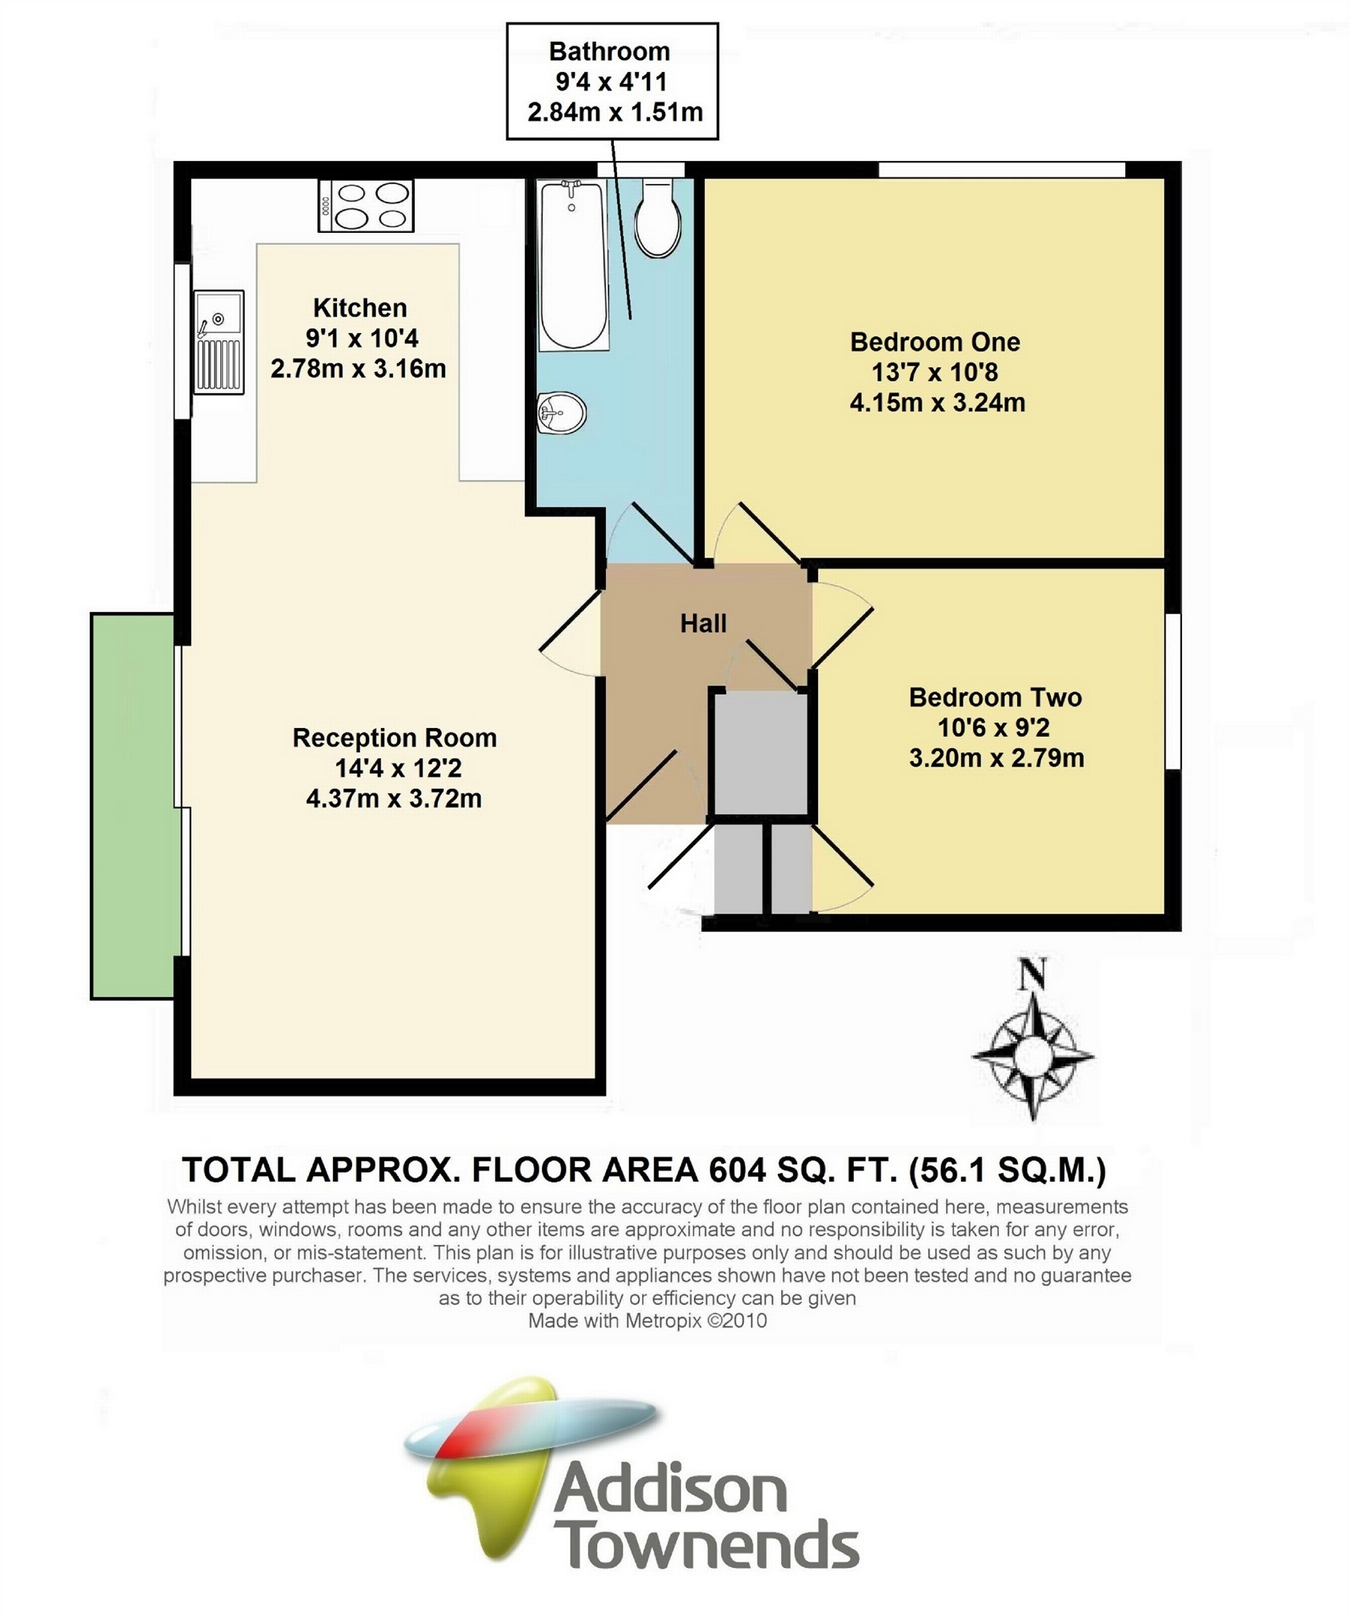 Bathroom
9'4 x 4'11
2.84m x 1.51m
Kitchen
9'1 x 10'4
2.78m x 3.16m
Bedroom One
13'7 x 10'8
4.15m x 3.24m
Hall
Bedroom Two
10'6 x 9'2
3.20m x 2.79m
Reception Room
14'4 x 12'2
4.37m x 3.72m
N
TOTAL APPROX. FLOOR AREA 604 SQ. FT. (56.1 SQ.M.)
Whilst every attempt has been made to ensure the accuracy of the floor plan contained here, measurements
of doors, windows, rooms and any other items are approximate and no responsibility is taken for any error,
omission, or mis-statement. This plan is for illustrative purposes only and should be used as such by any
prospective purchaser. The services, systems and appliances shown have not been tested and no guarantee
as to their operability or efficiency can be given
Made with Metropix ©2010
Addison
Townends